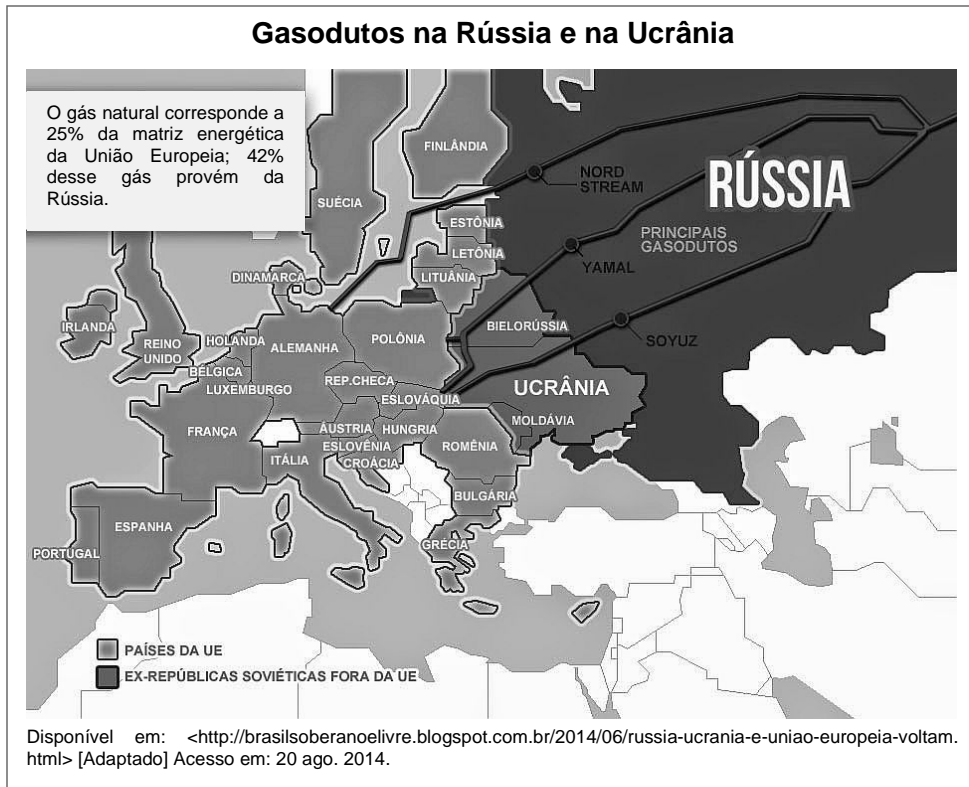 Gasodutos na Rússia e na Ucrânia
O gás natural corresponde a
25% da matriz energética
da União Europeia; 42%
desse gás provém da
Rússia.
FINLÂNDIA
SUÉCIA
NORD
STREAM
RÚSSIA
ESTÔNIA
LETÔNIA
LITUÂNIA
PRINCIPAIS
GASODUTOS
YAMAL
DINAMARCA
IRLANDA
REINO
UNIDO
HOLANDA
ALEMANHA
POLÔNIA
BIELORÚSSIA
SOYUZ
BÉLGICA
LUXEMBURGO
REP.CHECA
ESLOVÁQUIA
UCRÂNIA
FRANÇA
ÁUSTRIA
HUNGRIA
MOLDÁVIA
ESLOVÊNIA
ROMÊNIA
ITÁLIA
CROÁCIA
BULGÁRIA
ESPANHA
PORTUGAL
GRÉCIA
PAÍSES DA UE
EX-REPÚBLICAS SOVIÉTICAS FORA DA UE
Disponível em: <http://brasilsoberanoelivre.blogspot.com.br/2014/06/russia-ucrania-e-uniao-europeia-voltam.
html> [Adaptado] Acesso em: 20 ago. 2014.